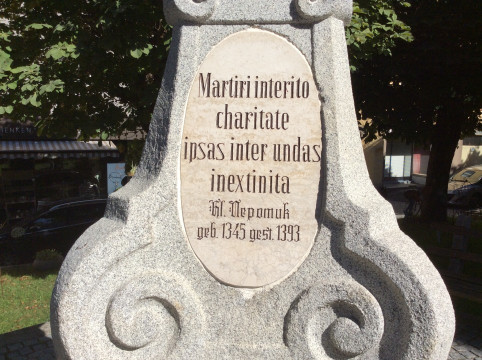 Martiri interito
charitate
ipsas inter undas
inextinita
Hl. Nepomuk
geb. 1345 gest. 1393